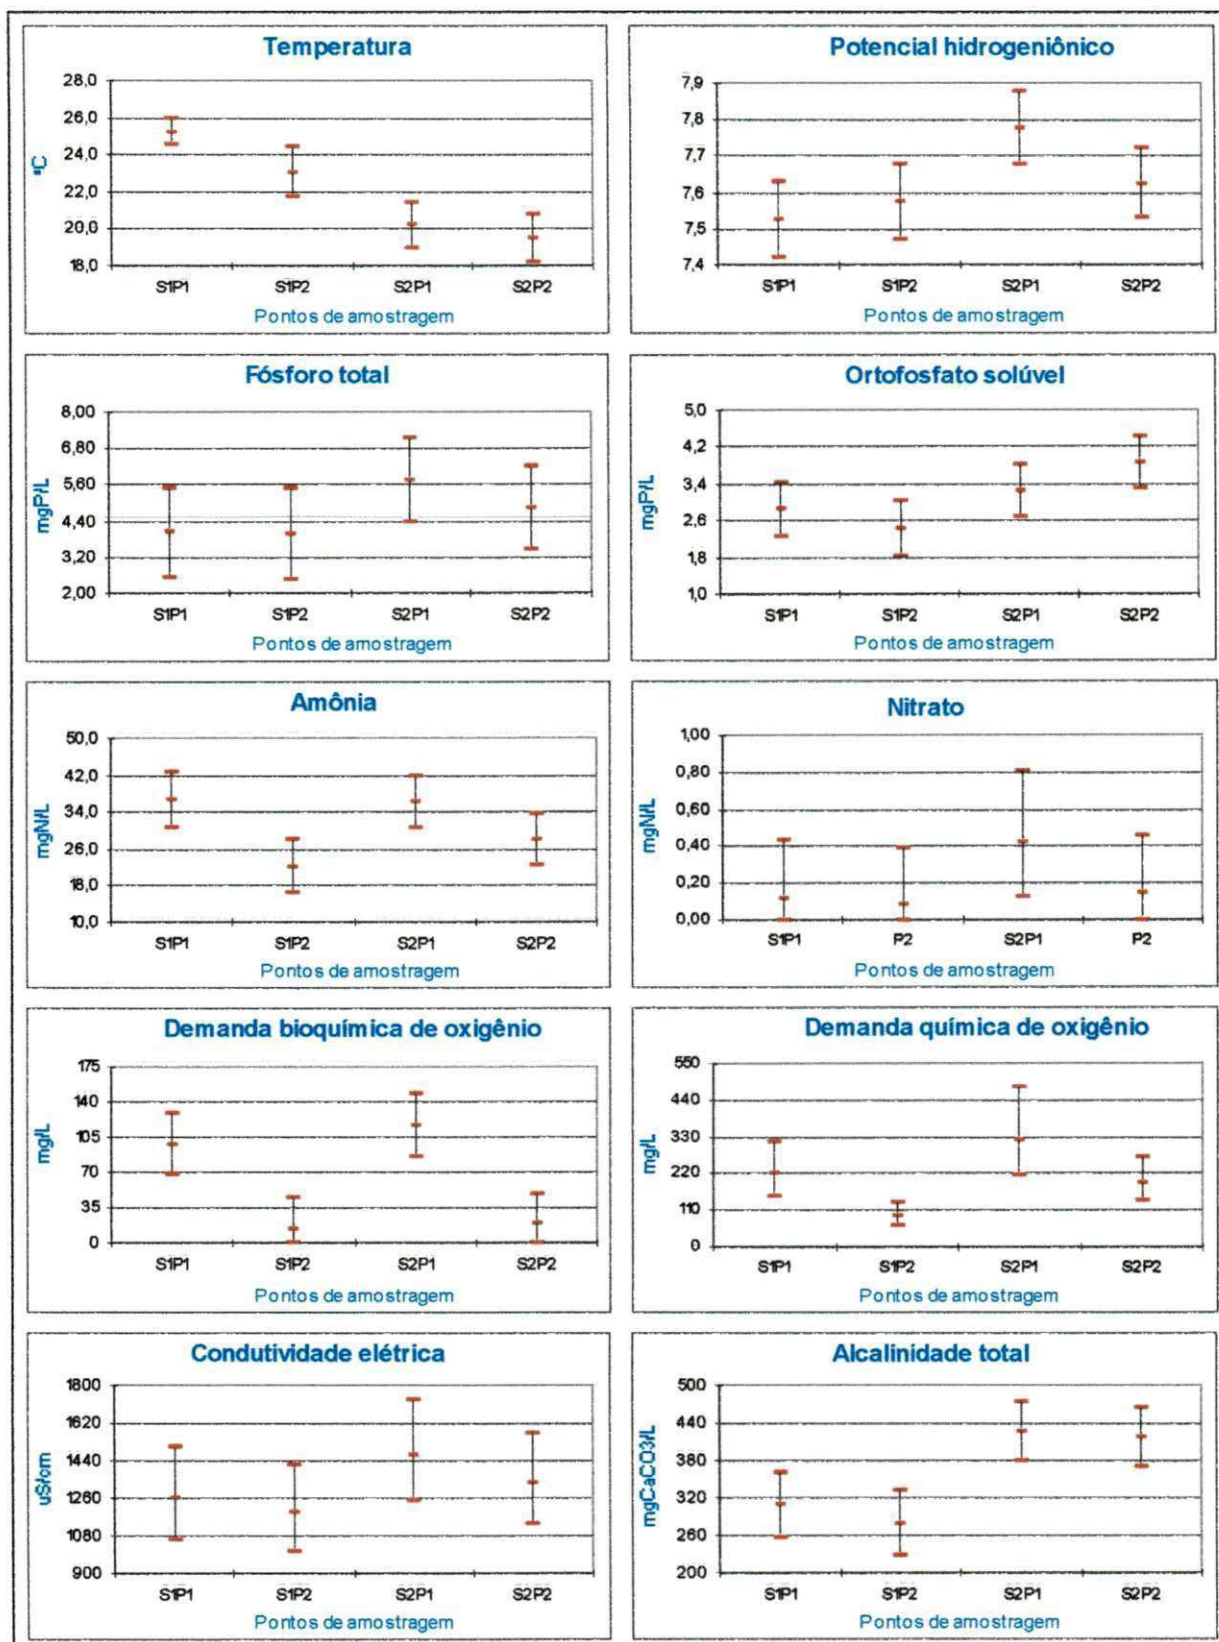 Temperatura
ºC
28,0
26,0
24,0
22,0
20,0
18,0
S1P1 S1P2 S2P1 S2P2
Pontos de amostragem
Potencial hidrogeniônico
7,9
7,8
7,7
7,6
7,5
7,4
S1P1 S1P2 S2P1 S2P2
Pontos de amostragem
Fósforo total
mgP/L
8,00
6,80
5,60
4,40
3,20
2,00
S1P1 S1P2 S2P1 S2P2
Pontos de amostragem
Ortofosfato solúvel
mgP/L
5,0
4,2
3,4
2,6
1,8
1,0
S1P1 S1P2 S2P1 S2P2
Pontos de amostragem
Amônia
mgN/L
50,0
42,0
34,0
26,0
18,0
10,0
S1P1 S1P2 S2P1 S2P2
Pontos de amostragem
Nitrato
mgN/L
1,00
0,80
0,60
0,40
0,20
0,00
S1P1 P2 S2P1 P2
Pontos de amostragem
Demanda bioquímica de oxigênio
mg/L
175
140
105
70
35
0
S1P1 S1P2 S2P1 S2P2
Pontos de amostragem
Demanda química de oxigênio
mg/L
550
440
330
220
110
0
S1P1 S1P2 S2P1 S2P2
Pontos de amostragem
Condutividade elétrica
uS/cm
1800
1620
1440
1260
1080
900
S1P1 S1P2 S2P1 S2P2
Pontos de amostragem
Alcalinidade total
mgCaCO3/L
500
440
380
320
260
200
S1P1 S1P2 S2P1 S2P2
Pontos de amostragem